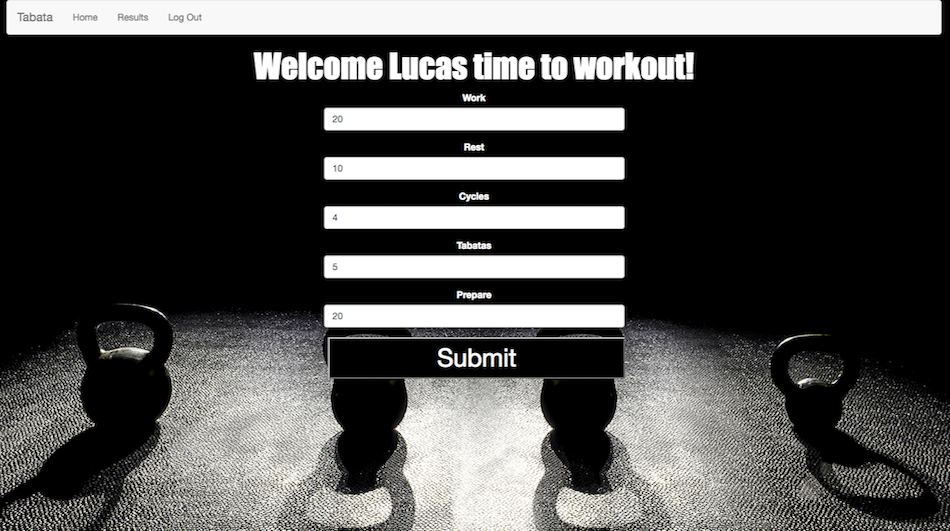 Tabata Home Results Log Out
Welcome Lucas time to workout!
Work
20
Rest
10
Cycles
4
Tabatas
5
Prepare
20
Submit